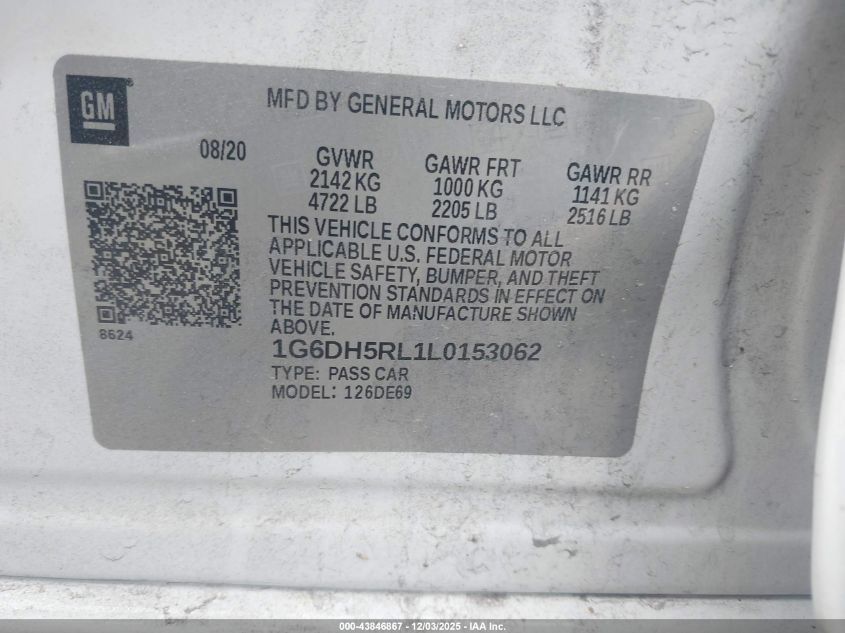 GM
MFD BY GENERAL MOTORS LLC
08/20
GVWR
2142 KG
4722 LB
GAWR FRT
1000 KG
2205 LB
GAWR RR
1141 KG
2516 LB
THIS VEHICLE CONFORMS TO ALL
APPLICABLE U.S. FEDERAL MOTOR
VEHICLE SAFETY, BUMPER, AND THEFT
PREVENTION STANDARDS IN EFFECT ON
THE DATE OF MANUFACTURE SHOWN
ABOVE.
8624
1G6DH5RL1L0153062
TYPE: PASS CAR
MODEL: 126DE69
000-43846867 - 12/03/2025 - IAA Inc.